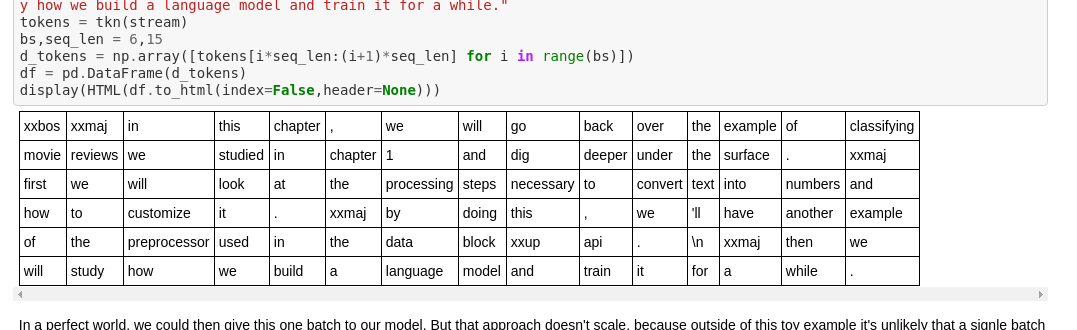 y how we build a language model and train it for a while."
tokens = tkn(stream)
bs,seq_len = 6,15
d_tokens = np.array([tokens[i*seq_len:(i+1)*seq_len] for i in range(bs)])
df = pd.DataFrame(d_tokens)
display(HTML(df.to_html(index=False,header=None)))
xxbos xxmaj in this chapter , we will go back over the example of classifying
movie reviews we studied in chapter 1 and dig deeper under the surface . xxmaj
first we will look at the processing steps necessary to convert text into numbers and
how to customize it . xxmaj by doing this , we 'll have another example
of the preprocessor used in the data block xxup api . \n xxmaj then we
will study how we build a language model and train it for a while .
In a perfect world, we could then give this one batch to our model. But that approach doesn't scale, because outside of this toy example it's unlikely that a signle batch